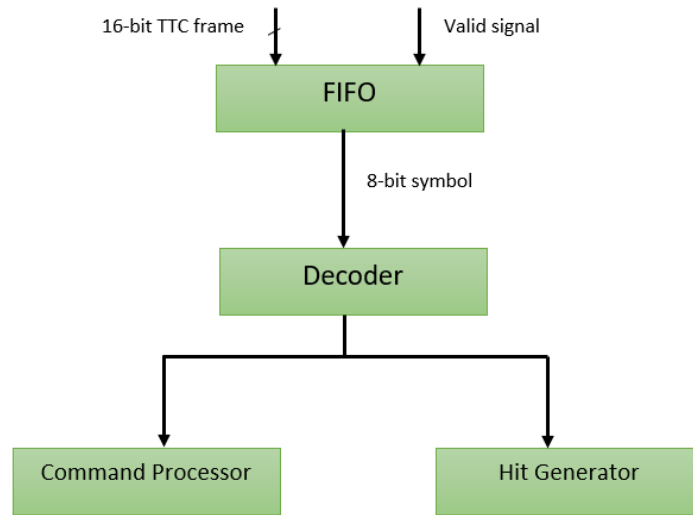 16-bit TTC frame
Valid signal
FIFO
8-bit symbol
Decoder
Command Processor
Hit Generator